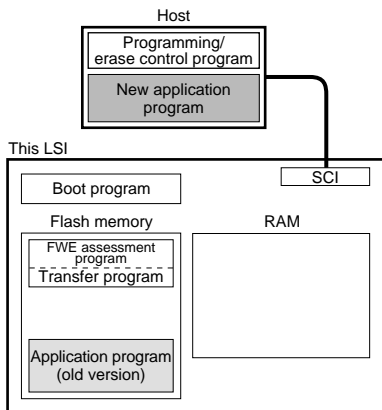 Host
Programming/
erase control program
New application
program
This LSI
SCI
Boot program
Flash memory
RAM
FWE assessment
program
Transfer program
Application program
(old version)